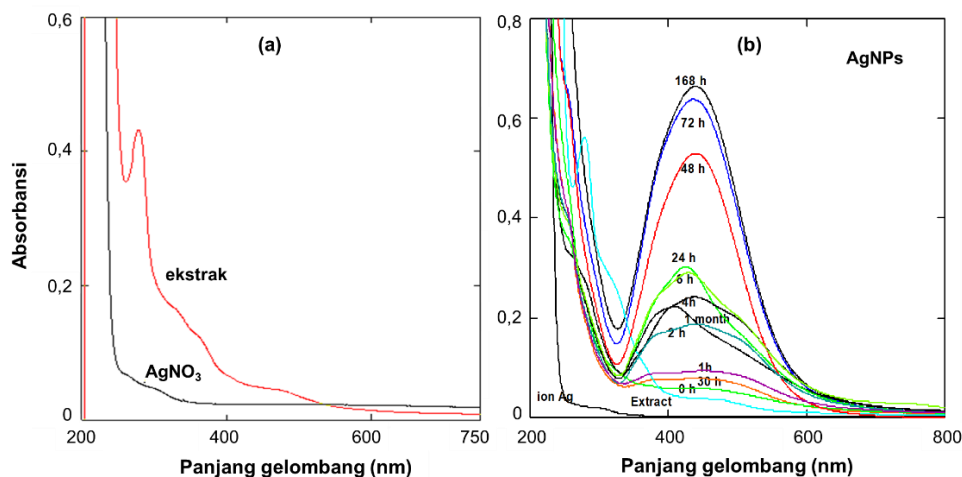 (a)
0,6
0,4
0,2
0
Absorbansi
ekstrak
AgNO₃
200
400
600
750
Panjang gelombang (nm)
(b)
AgNPs
0,8
0,6
0,4
0,2
0,0
168 h
72 h
48 h
24 h
6 h
4h
1 month
2 h
1h
30 h
0 h
ion Ag
Extract
200
400
600
800
Panjang gelombang (nm)